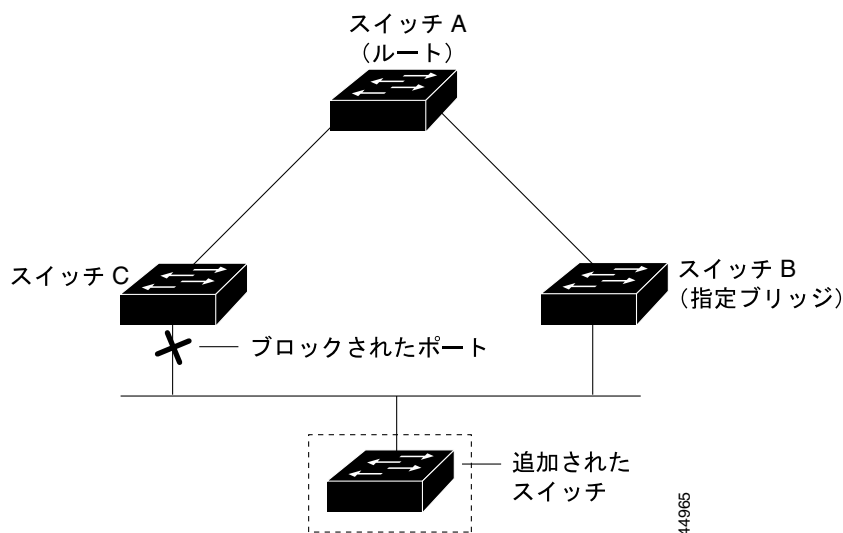 スイッチ A
（ルート）
スイッチ C
スイッチ B
（指定ブリッジ）
ブロックされたポート
追加された
スイッチ
44965